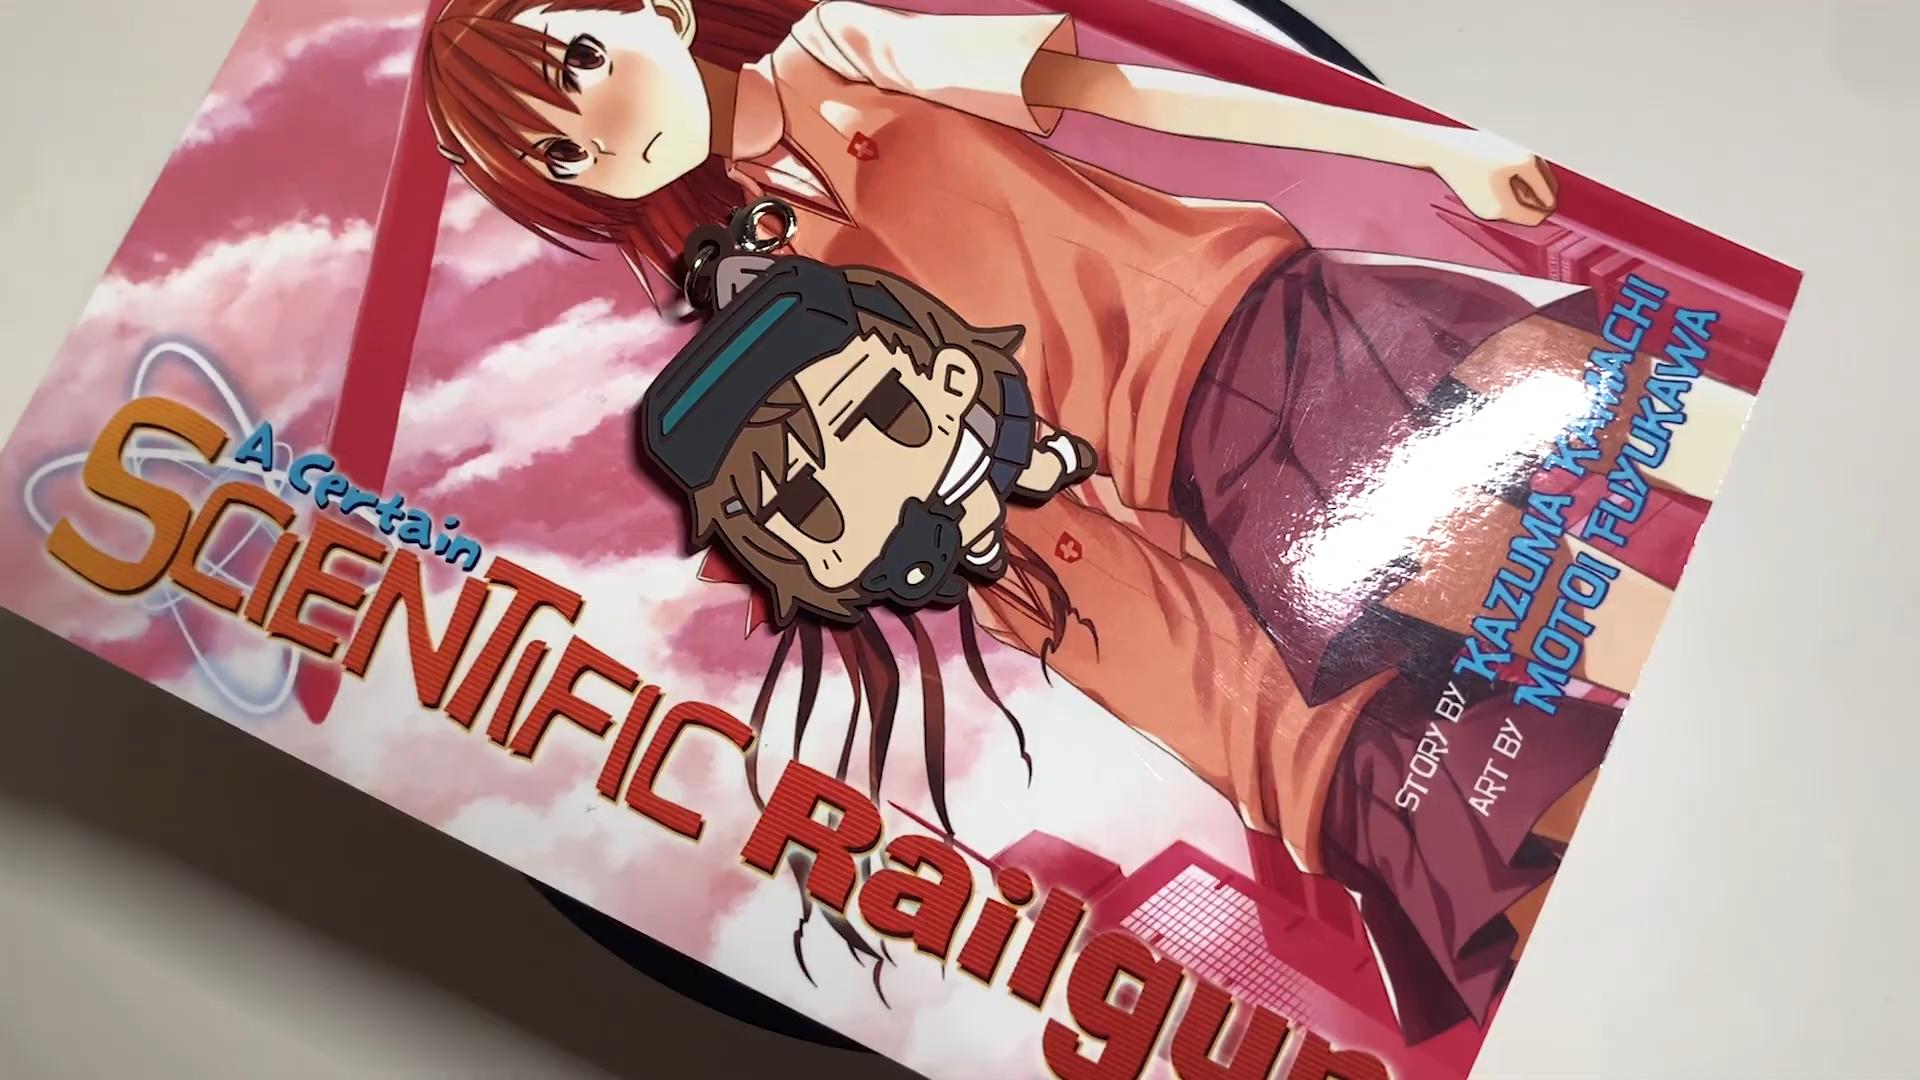 A Certain
SCIENTIFIC
Railgun
STORY BY KAZUMA KAMACHI
ART BY MOTOI FUYUKAWA